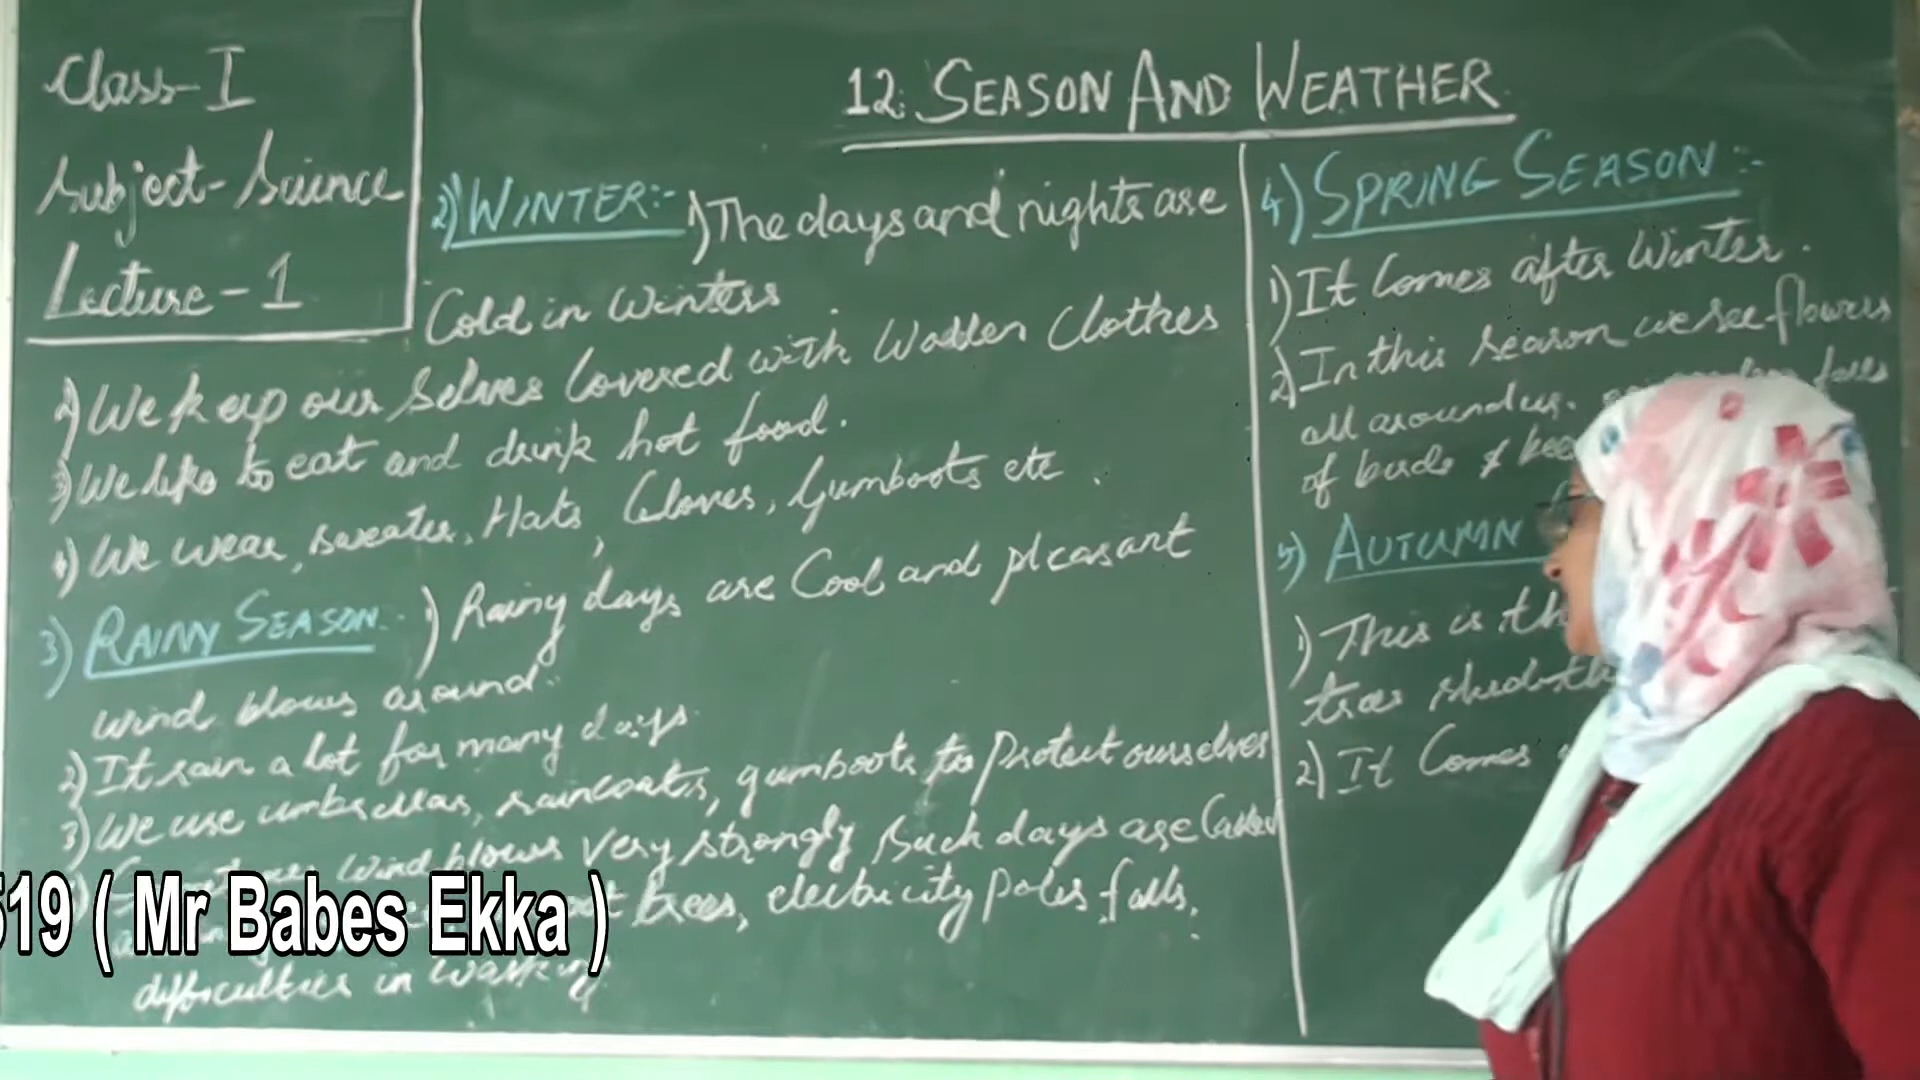 Class-I
Subject-Science
Lecture-1
12. SEASON AND WEATHER
2) WINTER:- 1) The days and nights are
Cold in Winters
2) We keep our selves Covered with Wollen Clothes
3) We like to eat and drink hot food.
4) We wear, sweater, Hats, Gloves, Gumboots etc.
3) RAINY SEASON:- 1) Rainy days are Cool and pleasant
wind blows around.
2) It rain a lot for many days.
3) We use umbrellas, raincoats, gumboots to Protect ourselves
wind blows very strongly such days are Called
trees, electricity poles falls.
difficulties in walking
4) SPRING SEASON:-
1) It Comes after Winter.
2) In this season we see flowers
all around us.
of buds &
5) AUTUMN
1) This is
trees shed
2) It Comes
519 ( Mr Babes Ekka )